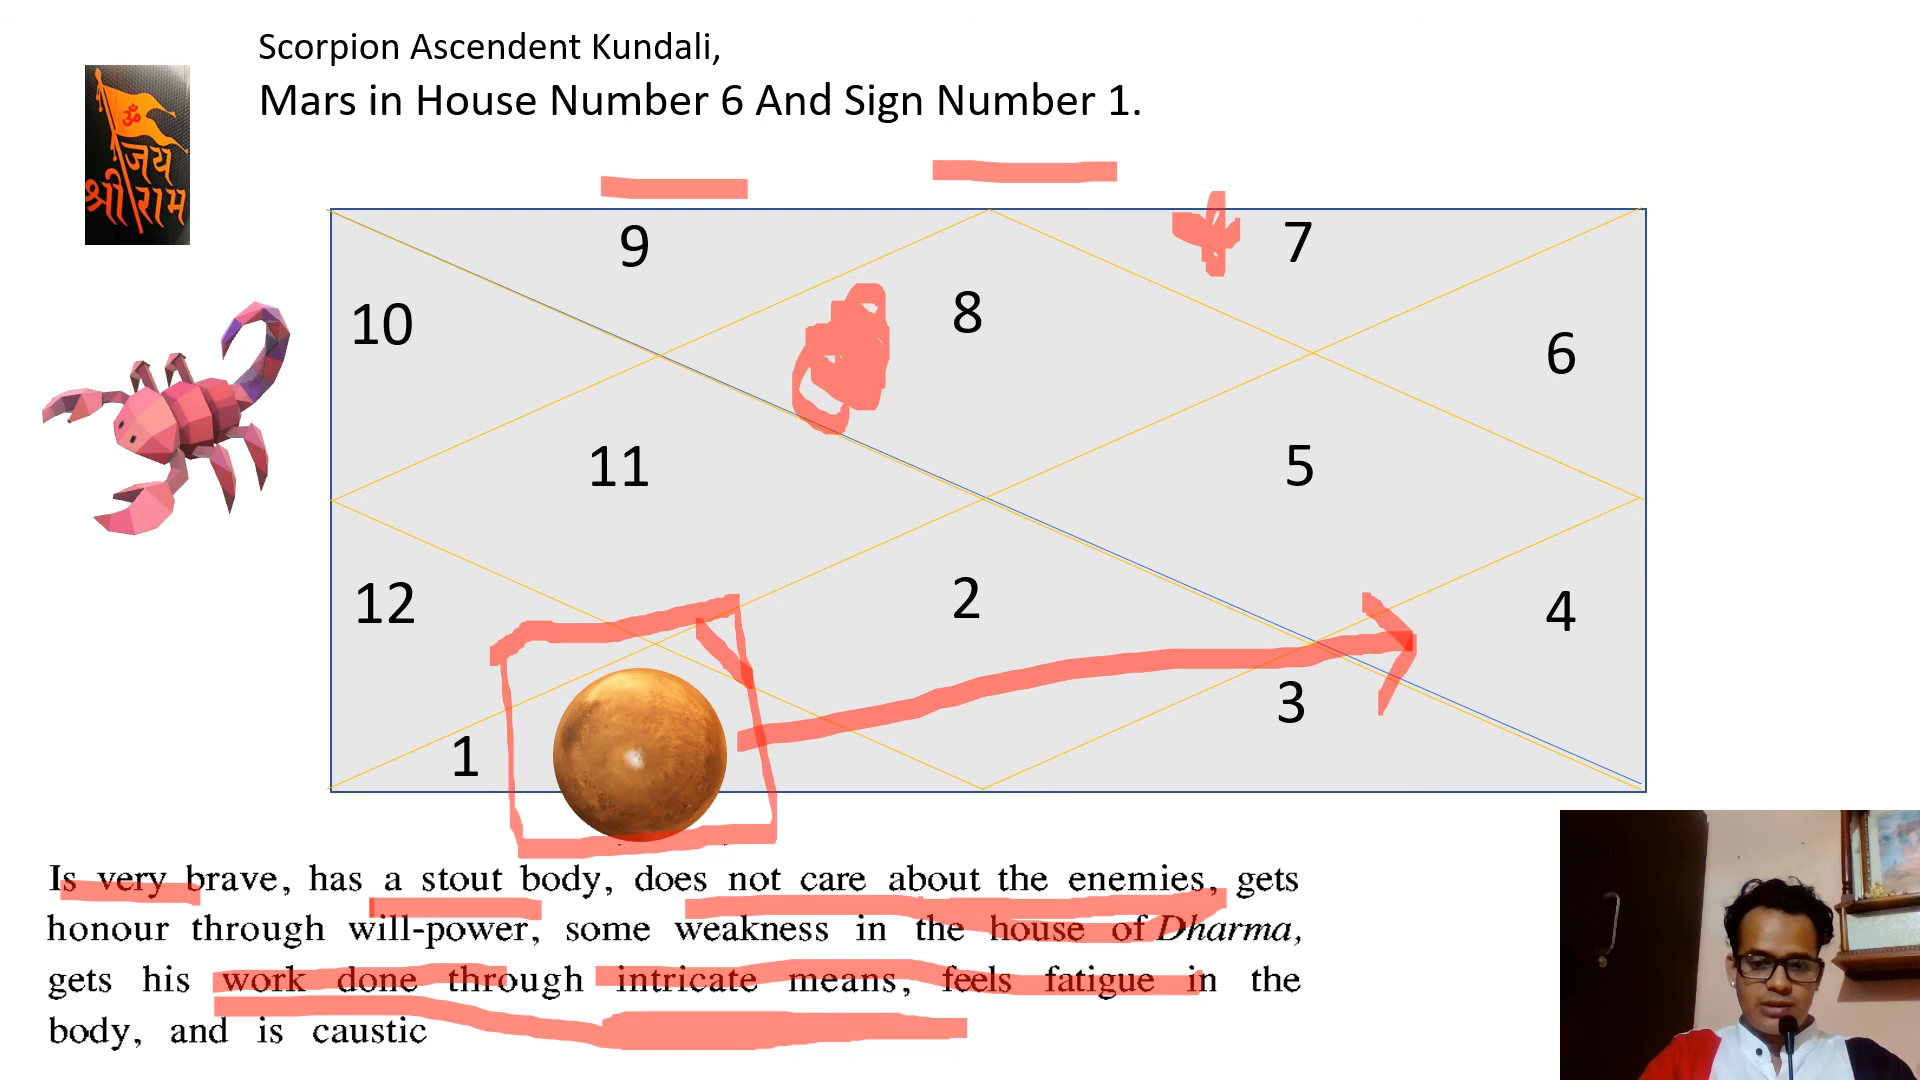 Scorpion Ascendent Kundali,
Mars in House Number 6 And Sign Number 1.
ॐ
जय
श्री राम
9
7
8
10
6
11
5
2
12
4
3
1
Is very brave, has a stout body, does not care about the enemies, gets
honour through will-power, some weakness in the house of Dharma,
gets his work done through intricate means, feels fatigue in the
body, and is caustic